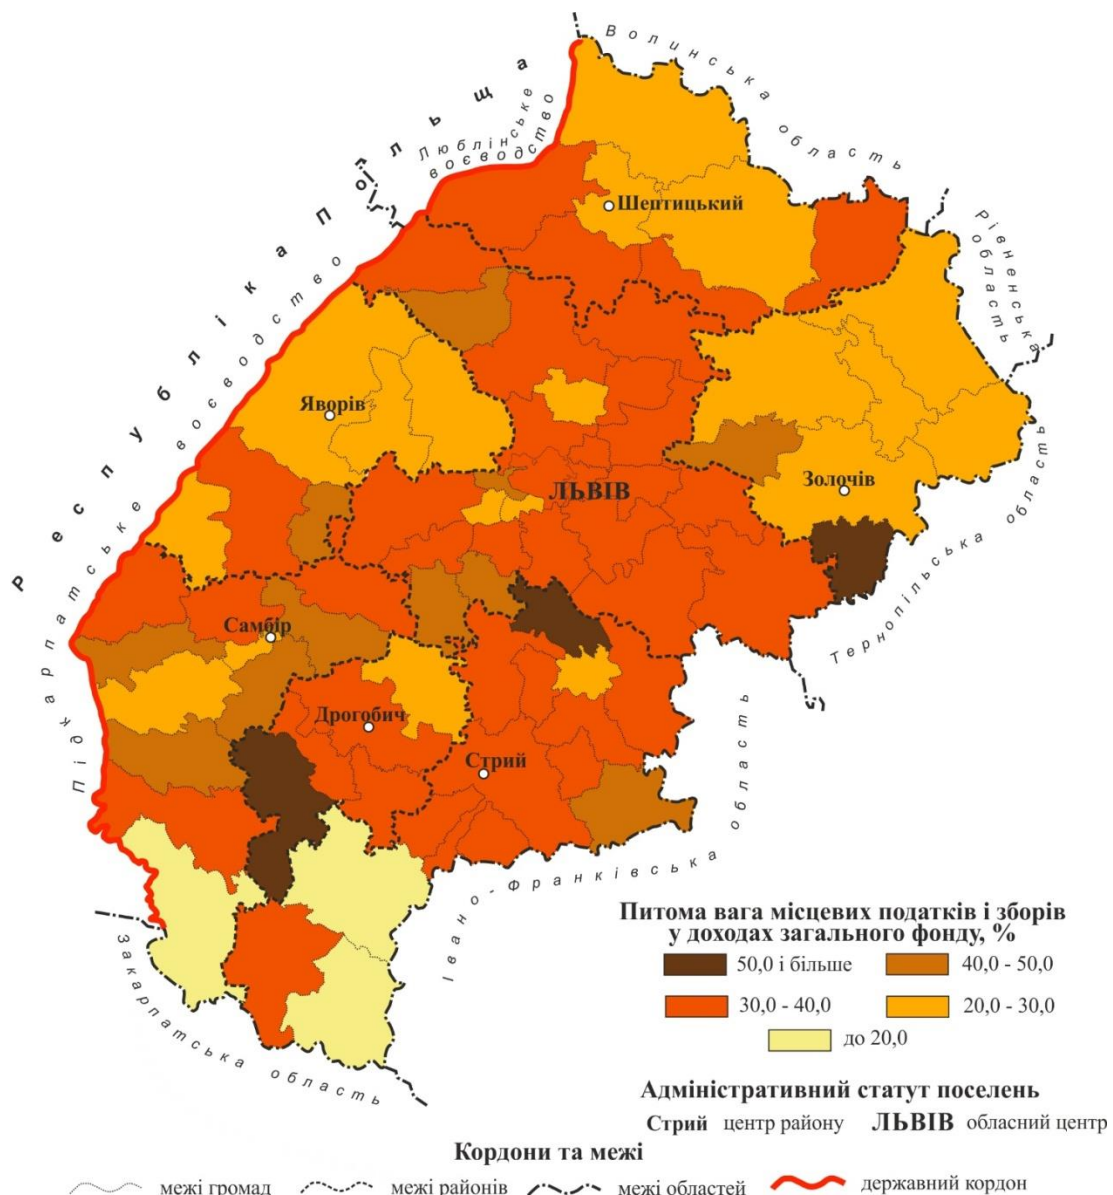 Волинська область
Республіка Польща
Люблінське
воєводство
Шептицький
Рівненська
область
Підкарпатське воєводство
Яворів
ЛЬВІВ
Золочів
Самбір
Тернопільська область
Дрогобич
Стрий
Івано-Франківська область
Закарпатська область
Питома вага місцевих податків і зборів
у доходах загального фонду, %
50,0 і більше
40,0 - 50,0
30,0 - 40,0
20,0 - 30,0
до 20,0
Адміністративний статут поселень
Стрий центр району ЛЬВІВ обласний центр
Кордони та межі
межі громад межі районів межі областей державний кордон